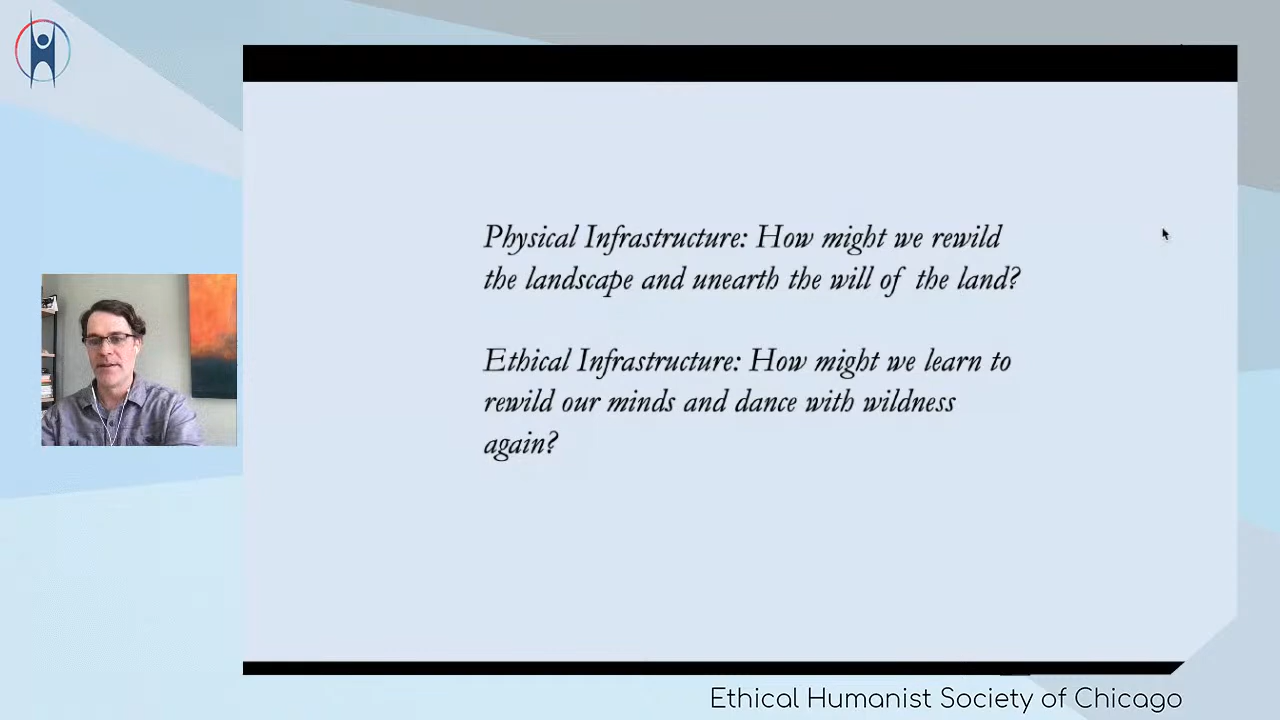 Physical Infrastructure: How might we rewild
the landscape and unearth the will of the land?
Ethical Infrastructure: How might we learn to
rewild our minds and dance with wildness
again?
Ethical Humanist Society of Chicago